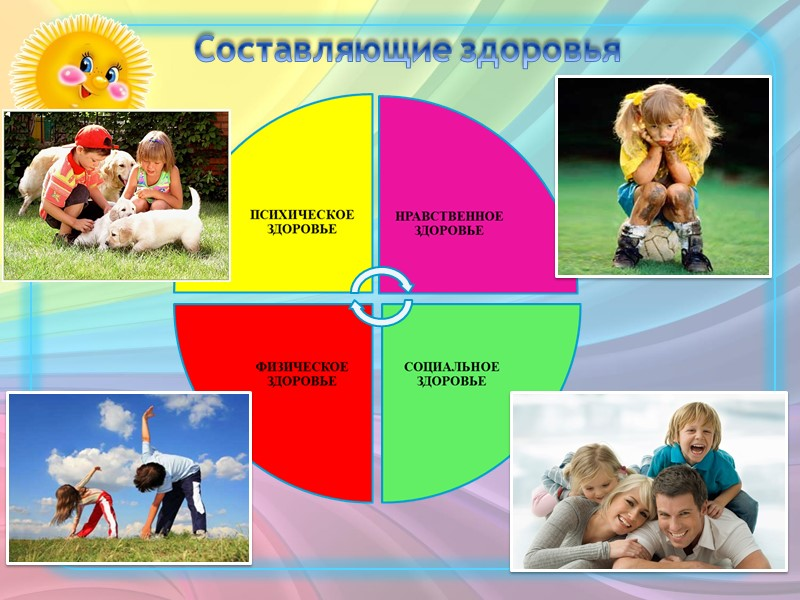 Составляющие здоровья
ПСИХИЧЕСКОЕ
ЗДОРОВЬЕ
НРАВСТВЕННОЕ
ЗДОРОВЬЕ
ФИЗИЧЕСКОЕ
ЗДОРОВЬЕ
СОЦИАЛЬНОЕ
ЗДОРОВЬЕ